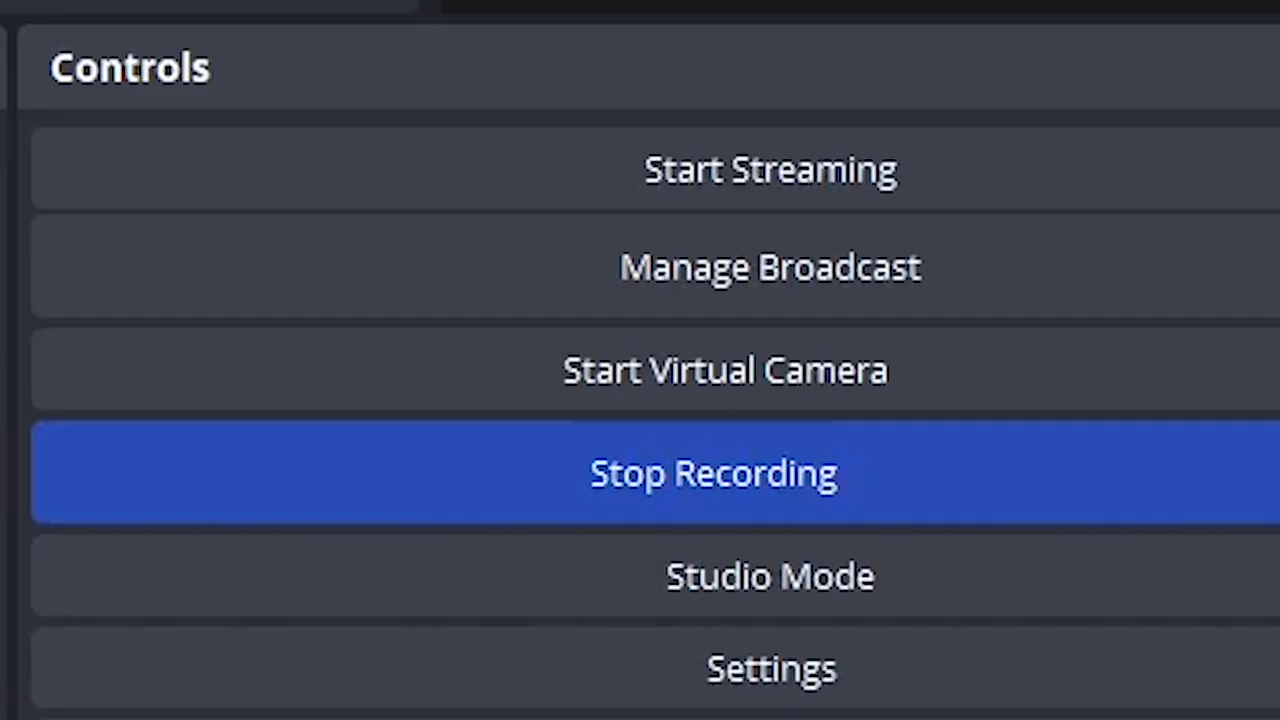 Controls
Start Streaming
Manage Broadcast
Start Virtual Camera
Stop Recording
Studio Mode
Settings